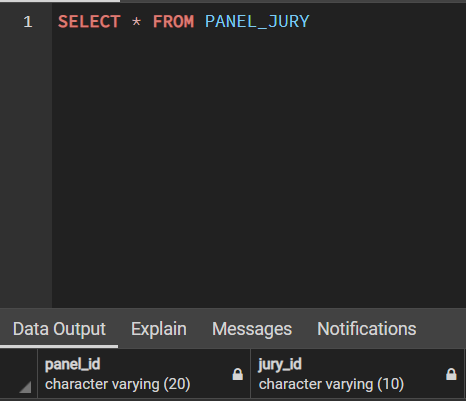 1 SELECT * FROM PANEL_JURY
Data Output Explain Messages Notifications
panel_id jury_id
character varying (20) character varying (10)